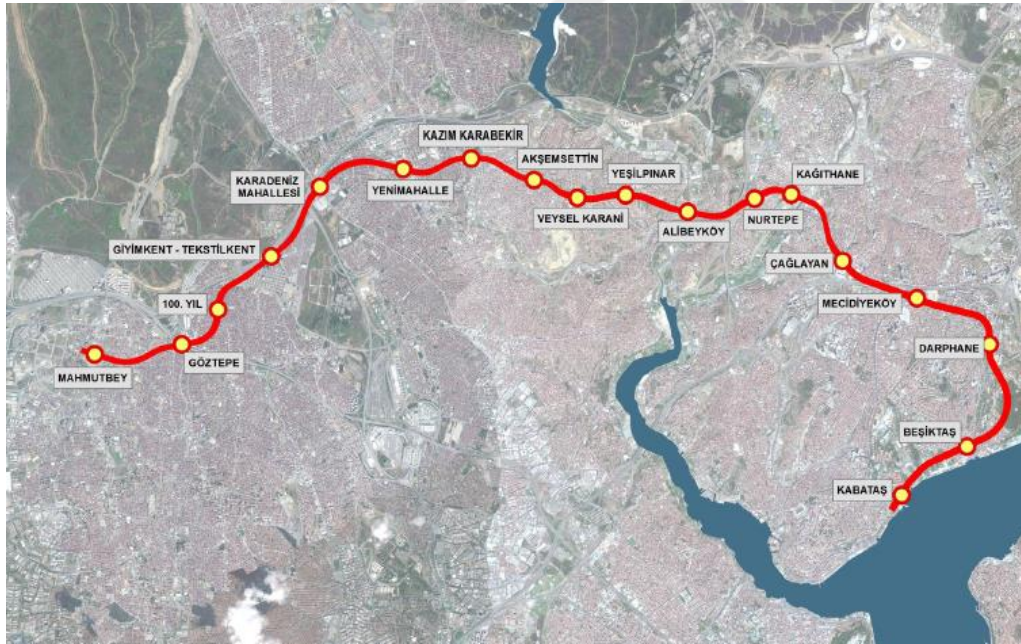 KAZIM KARABEKİR
AKŞEMSETTİN
YEŞİLPINAR
KAĞITHANE
KARADENİZ
MAHALLESİ
YENİMAHALLE
VEYSEL KARANİ
NURTEPE
ALİBEYKÖY
GİYİMKENT - TEKSTİLKENT
ÇAĞLAYAN
100. YIL
MECİDİYEKÖY
DARPHANE
GÖZTEPE
MAHMUTBEY
BEŞİKTAŞ
KABATAŞ